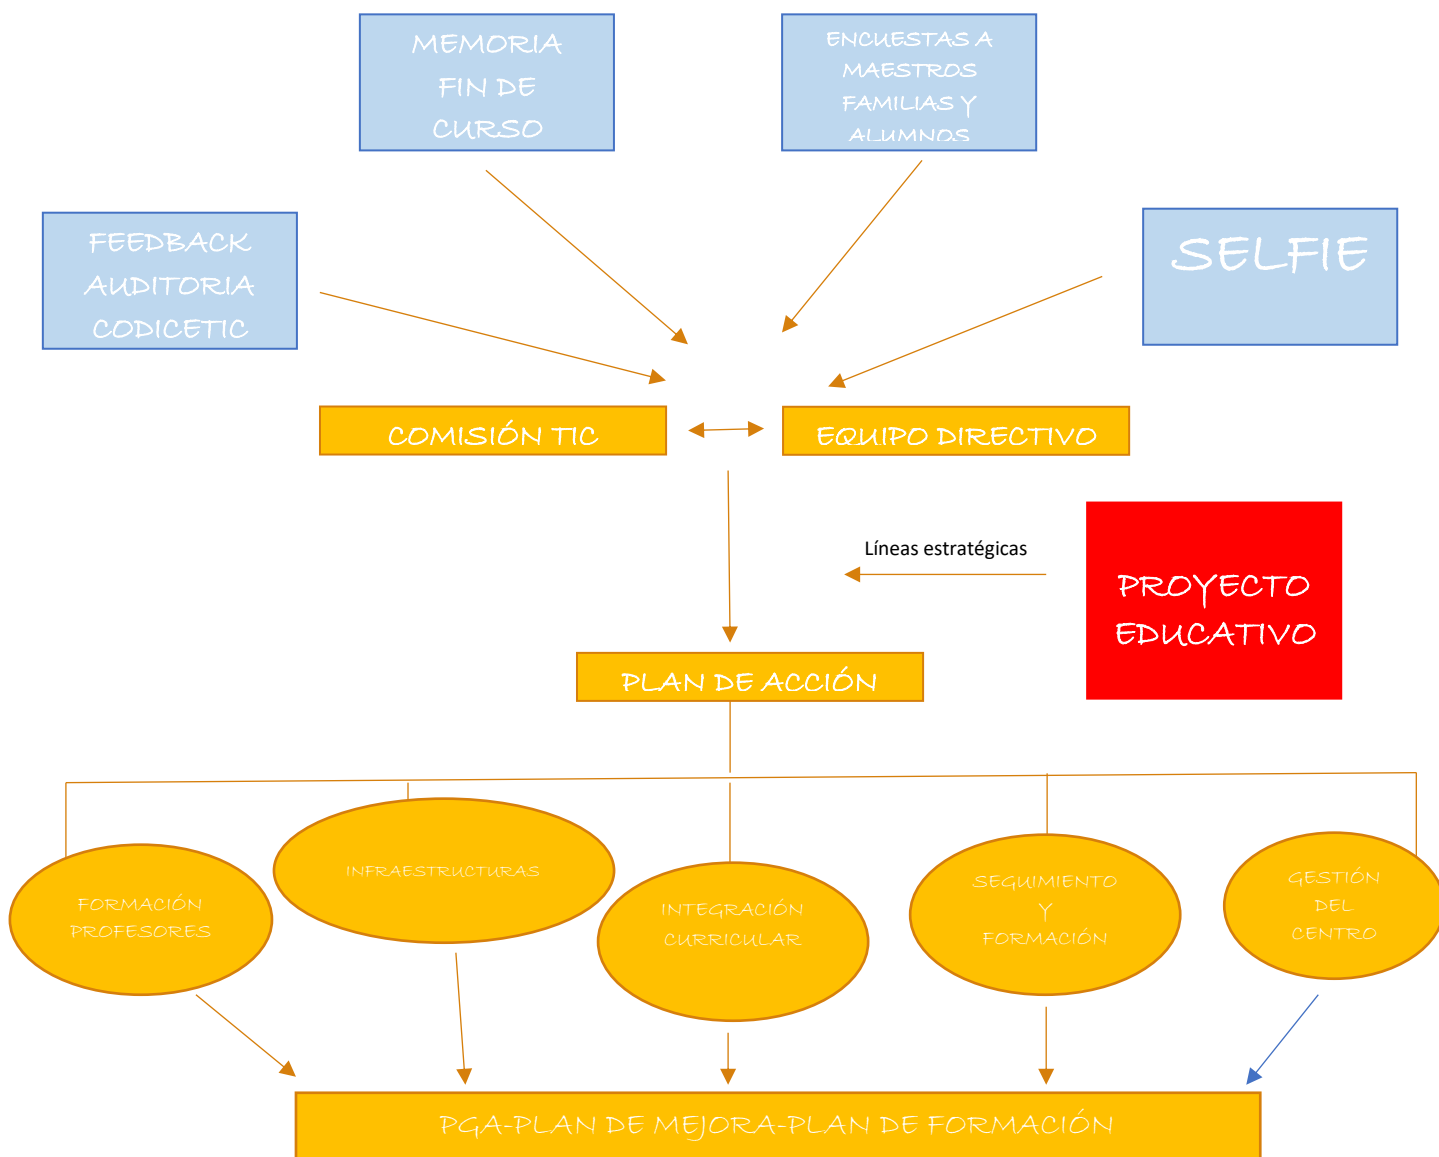 MEMORIA
FIN DE
CURSO
ENCUESTAS A
MAESTROS
FAMILIAS Y
ALUMNOS
FEEDBACK
AUDITORIA
CODICETIC
SELFIE
COMISIÓN TIC
EQUIPO DIRECTIVO
Líneas estratégicas
PROYECTO
EDUCATIVO
PLAN DE ACCIÓN
FORMACIÓN
PROFESORES
INFRAESTRUCTURAS
INTEGRACIÓN
CURRICULAR
SEGUIMIENTO
Y
FORMACIÓN
GESTIÓN
DEL
CENTRO
PGA-PLAN DE MEJORA-PLAN DE FORMACIÓN